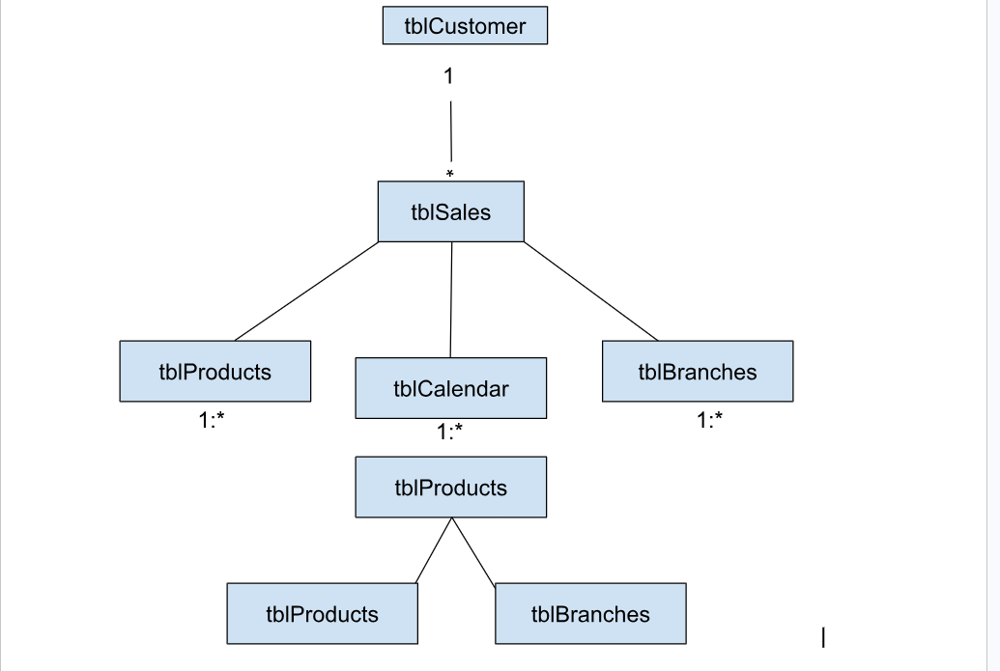 tblCustomer
1
*
tblSales
tblProducts
tblCalendar
tblBranches
1:*
1:*
1:*
tblProducts
tblProducts
tblBranches